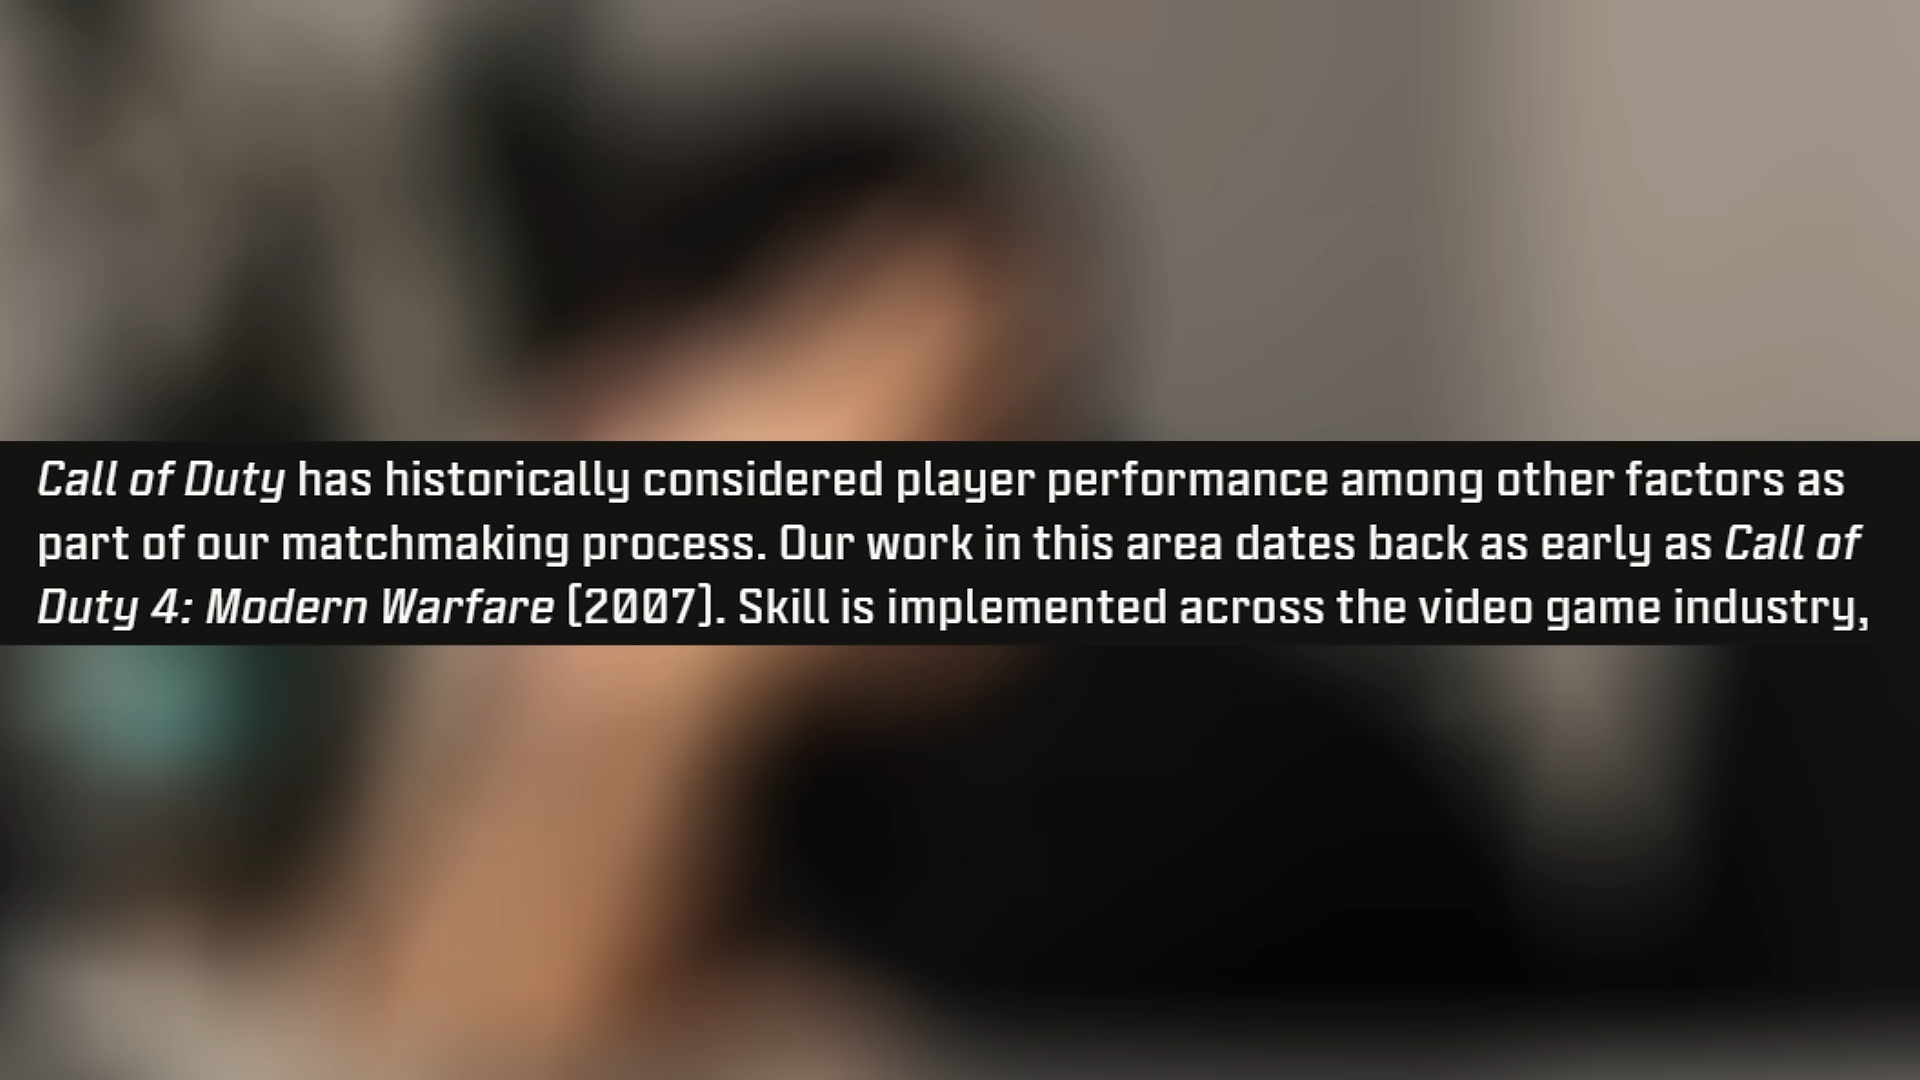 Call of Duty has historically considered player performance among other factors as
part of our matchmaking process. Our work in this area dates back as early as Call of
Duty 4: Modern Warfare [2007]. Skill is implemented across the video game industry,